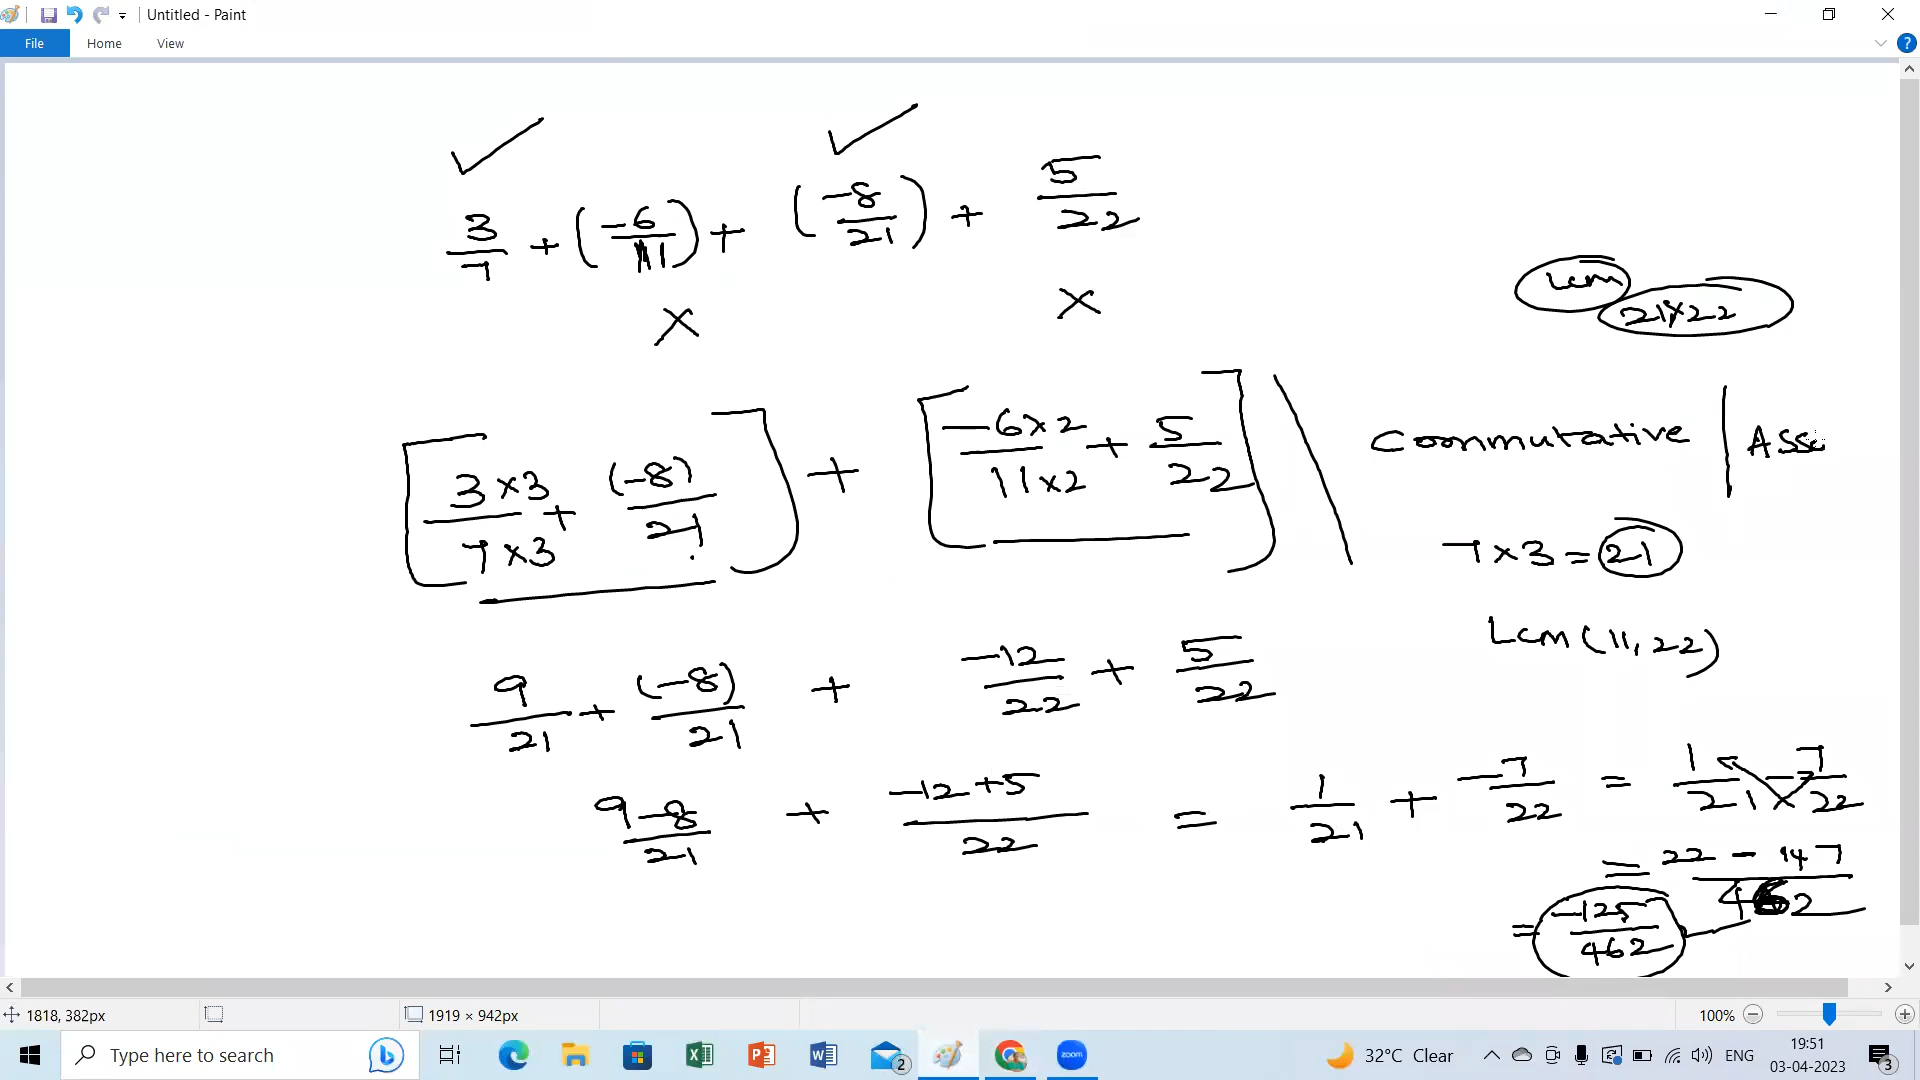 Untitled - Paint
File Home View
3/7 + (-6/11) + (-8/21) + 5/22
Lcm
21×22
[3×3/7×3 + (-8)/21] + [-6×2/11×2 + 5/22]
Commutative | Asso
7×3 = 21
Lcm (11, 22)
9/21 + (-8)/21 + -12/22 + 5/22
9-8/21 + -12+5/22 = 1/21 + -7/22 = 1/21 - 7/22
= 22 - 147/462
= -125/462
1818, 382px 1919 × 942px 100%
Type here to search 2 zoom 32°C Clear ENG 19:51 3
03-04-2023